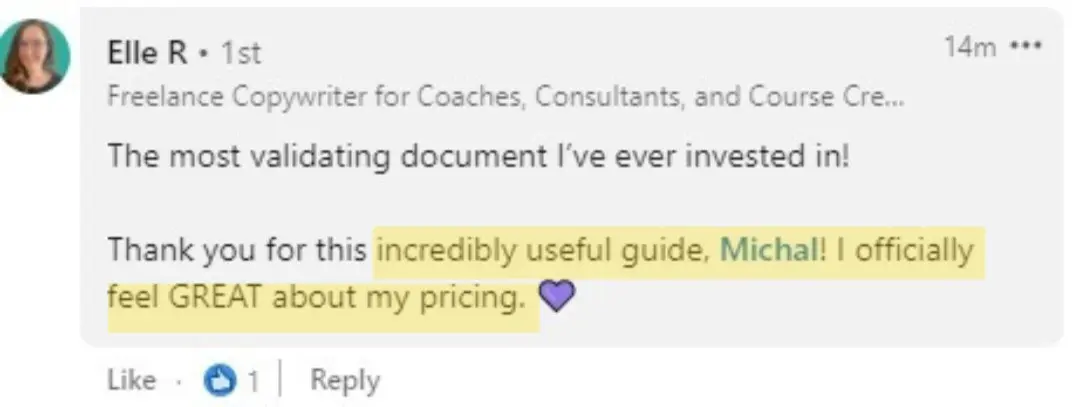 Elle R • 1st
14m •••
Freelance Copywriter for Coaches, Consultants, and Course Cre...
The most validating document I've ever invested in!
Thank you for this incredibly useful guide, Michal! I officially
feel GREAT about my pricing. 💜
Like · 1 | Reply